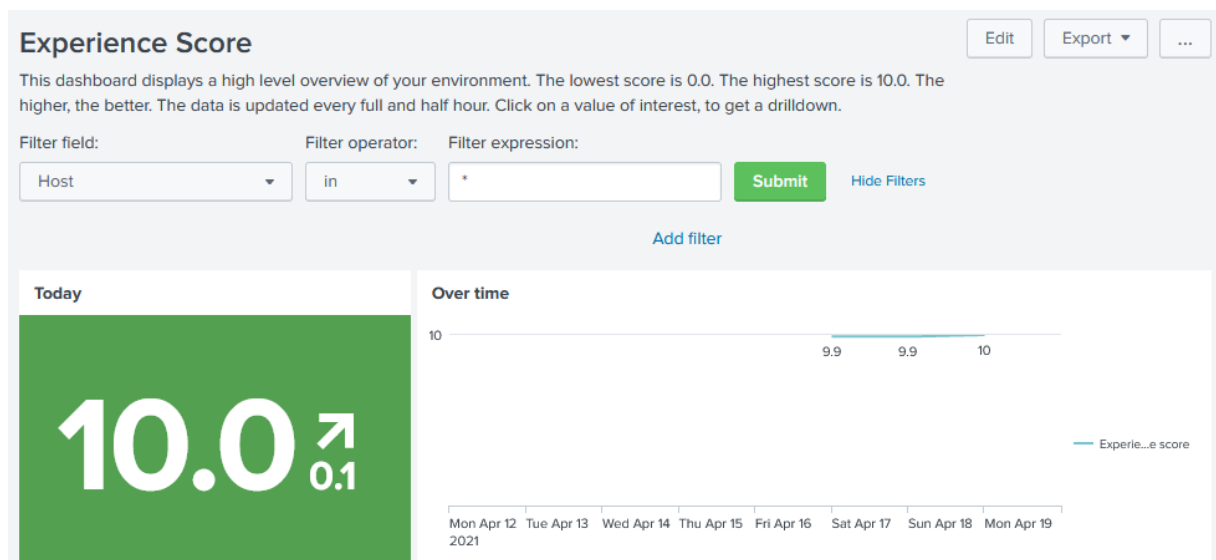 Experience Score
Edit
Export
...
This dashboard displays a high level overview of your environment. The lowest score is 0.0. The highest score is 10.0. The
higher, the better. The data is updated every full and half hour. Click on a value of interest, to get a drilldown.
Filter field:
Filter operator:
Filter expression:
Host
in
*
Submit
Hide Filters
Add filter
Today
10.0
0.1
Over time
10
9.9
9.9
10
Experie...e score
Mon Apr 12
2021
Tue Apr 13
Wed Apr 14
Thu Apr 15
Fri Apr 16
Sat Apr 17
Sun Apr 18
Mon Apr 19